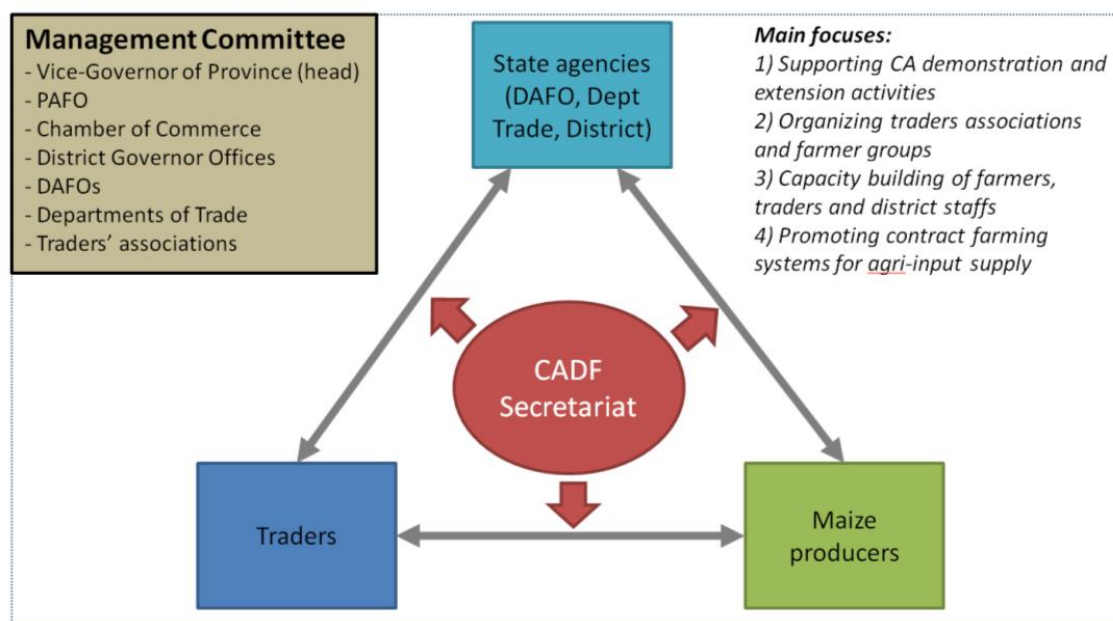 Management Committee
- Vice-Governor of Province (head)
- PAFO
- Chamber of Commerce
- District Governor Offices
- DAFOs
- Departments of Trade
- Traders' associations
State agencies
(DAFO, Dept
Trade, District)
Main focuses:
1) Supporting CA demonstration and
extension activities
2) Organizing traders associations
and farmer groups
3) Capacity building of farmers,
traders and district staffs
4) Promoting contract farming
systems for agri-input supply
CADF
Secretariat
Traders
Maize
producers